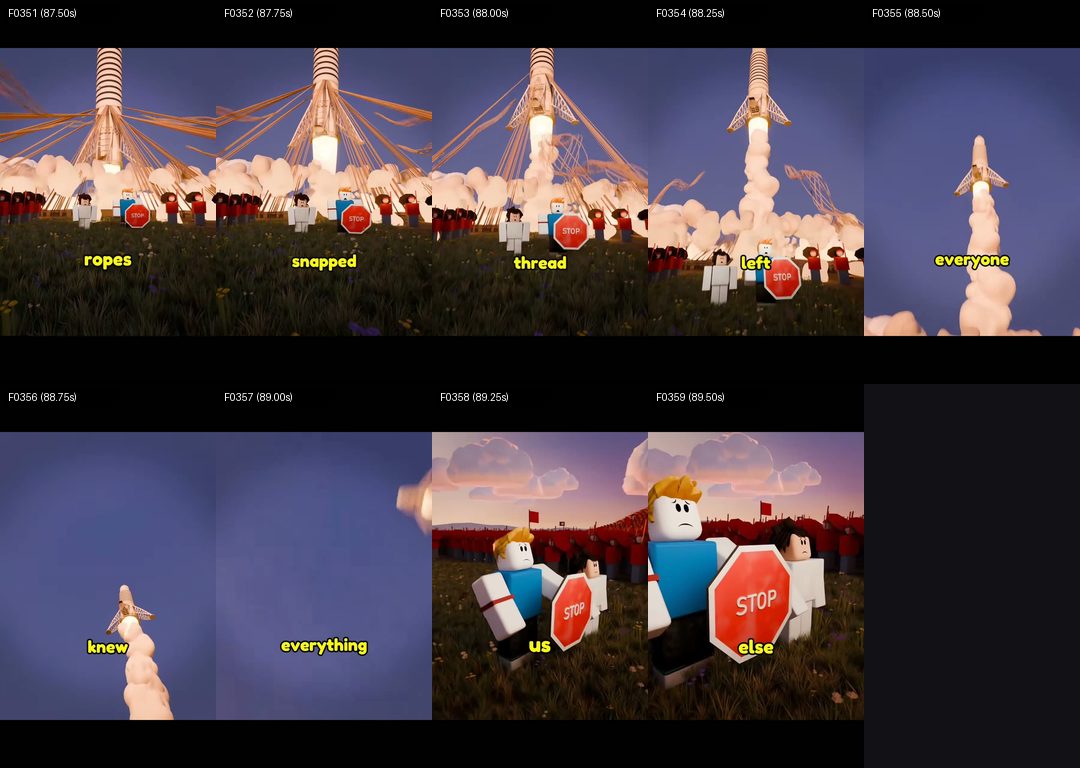 F0351 (87.50s)
F0352 (87.75s)
F0353 (88.00s)
F0354 (88.25s)
F0355 (88.50s)
STOP
STOP
STOP
STOP
ropes
snapped
thread
left
everyone
F0356 (88.75s)
F0357 (89.00s)
F0358 (89.25s)
F0359 (89.50s)
STOP
STOP
knew
everything
us
else